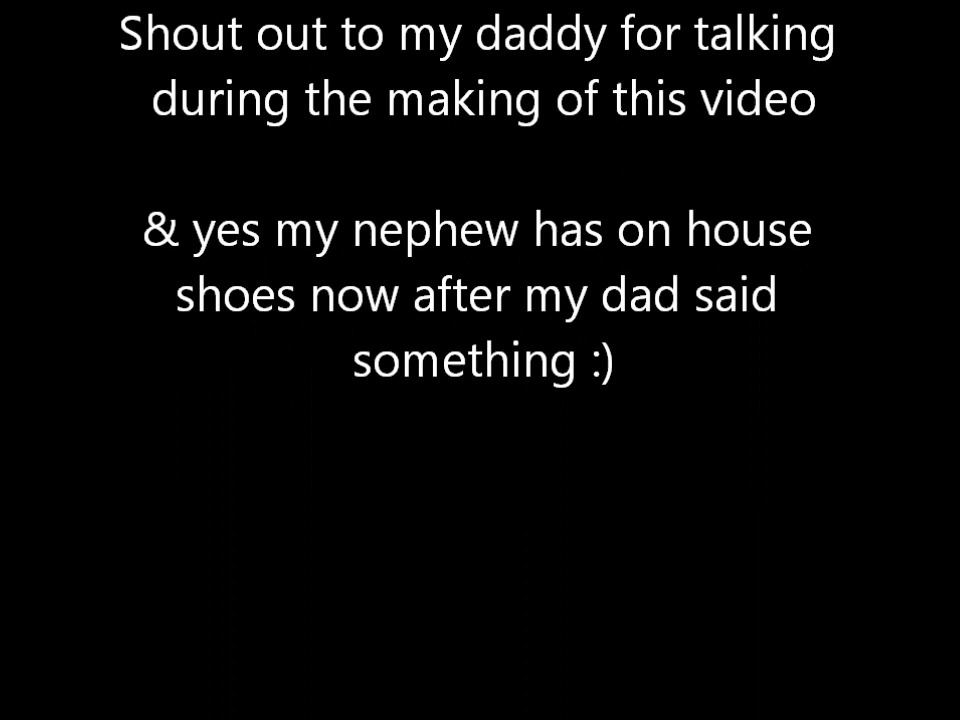 Shout out to my daddy for talking
during the making of this video
& yes my nephew has on house
shoes now after my dad said
something :)